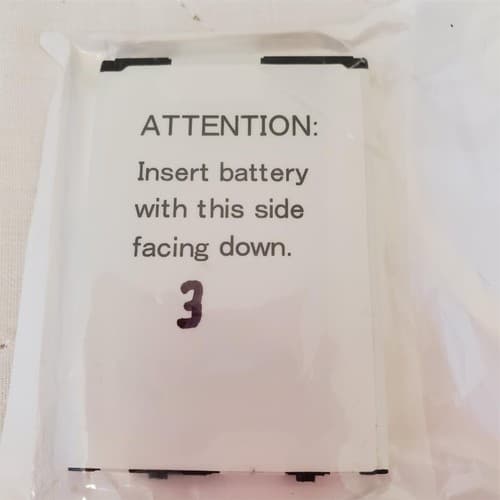 ATTENTION:
Insert battery
with this side
facing down.
3